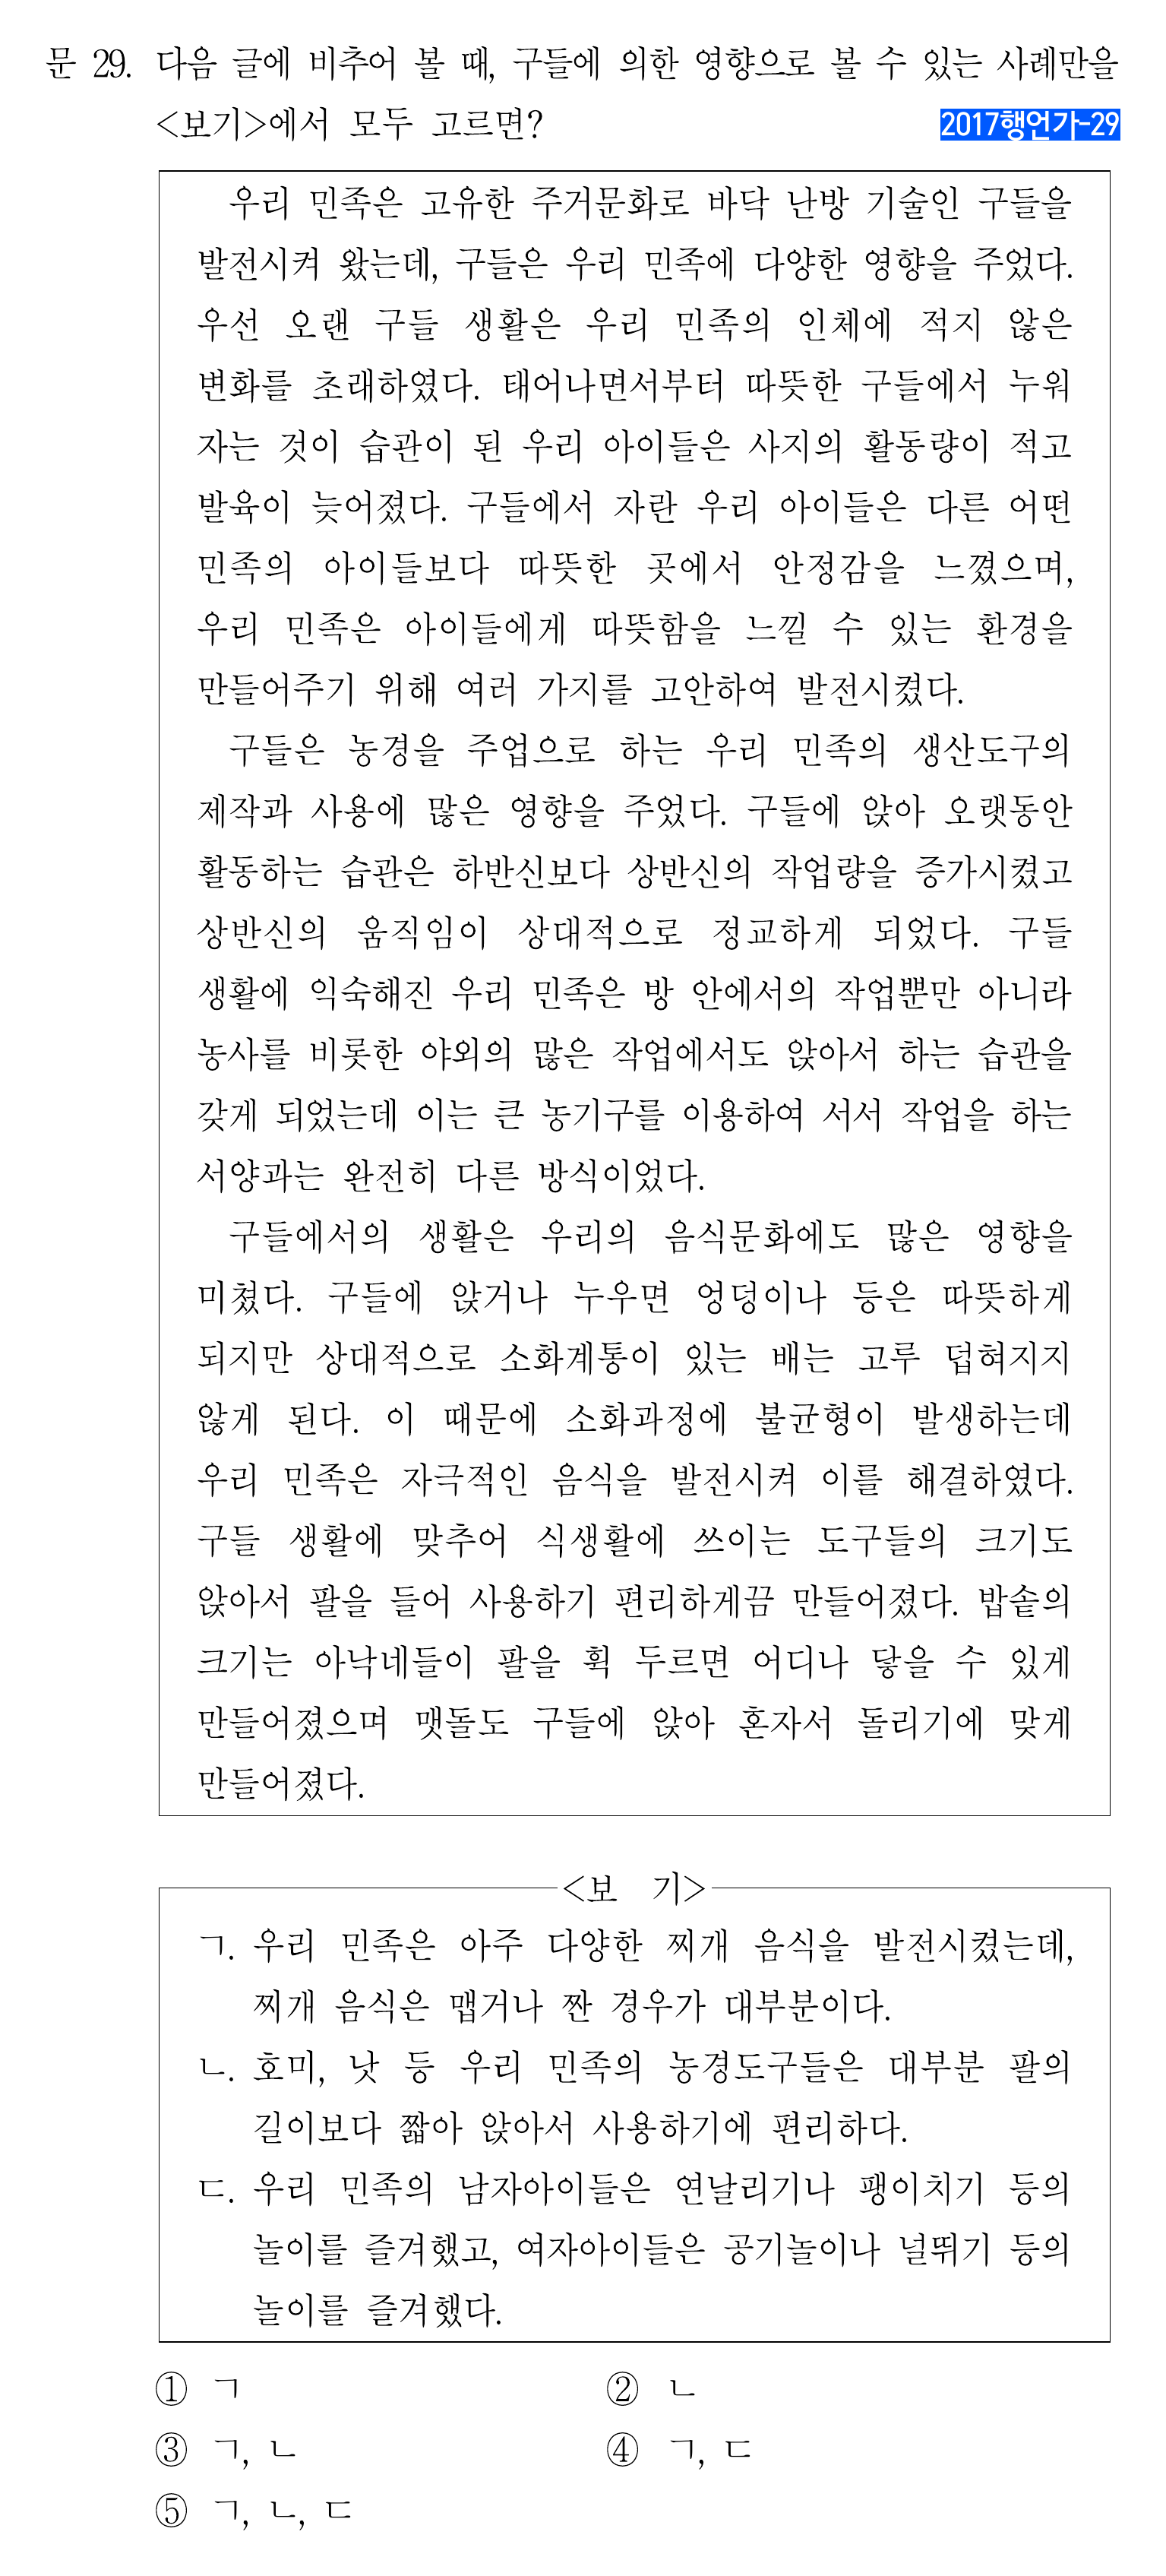 문 29. 다음 글에 비추어 볼 때, 구들에 의한 영향으로 볼 수 있는 사례만을
<보기>에서 모두 고르면?
2017행언가-29
우리 민족은 고유한 주거문화로 바닥 난방 기술인 구들을
발전시켜 왔는데, 구들은 우리 민족에 다양한 영향을 주었다.
우선 오랜 구들 생활은 우리 민족의 인체에 적지 않은
변화를 초래하였다. 태어나면서부터 따뜻한 구들에서 누워
자는 것이 습관이 된 우리 아이들은 사지의 활동량이 적고
발육이 늦어졌다. 구들에서 자란 우리 아이들은 다른 어떤
민족의 아이들보다 따뜻한 곳에서 안정감을 느꼈으며,
우리 민족은 아이들에게 따뜻함을 느낄 수 있는 환경을
만들어주기 위해 여러 가지를 고안하여 발전시켰다.
구들은 농경을 주업으로 하는 우리 민족의 생산도구의
제작과 사용에 많은 영향을 주었다. 구들에 앉아 오랫동안
활동하는 습관은 하반신보다 상반신의 작업량을 증가시켰고
상반신의 움직임이 상대적으로 정교하게 되었다. 구들
생활에 익숙해진 우리 민족은 방 안에서의 작업뿐만 아니라
농사를 비롯한 야외의 많은 작업에서도 앉아서 하는 습관을
갖게 되었는데 이는 큰 농기구를 이용하여 서서 작업을 하는
서양과는 완전히 다른 방식이었다.
구들에서의 생활은 우리의 음식문화에도 많은 영향을
미쳤다. 구들에 앉거나 누우면 엉덩이나 등은 따뜻하게
되지만 상대적으로 소화계통이 있는 배는 고루 덥혀지지
않게 된다. 이 때문에 소화과정에 불균형이 발생하는데
우리 민족은 자극적인 음식을 발전시켜 이를 해결하였다.
구들 생활에 맞추어 식생활에 쓰이는 도구들의 크기도
앉아서 팔을 들어 사용하기 편리하게끔 만들어졌다. 밥솥의
크기는 아낙네들이 팔을 휙 두르면 어디나 닿을 수 있게
만들어졌으며 맷돌도 구들에 앉아 혼자서 돌리기에 맞게
만들어졌다.
<보 기>
ㄱ. 우리 민족은 아주 다양한 찌개 음식을 발전시켰는데,
찌개 음식은 맵거나 짠 경우가 대부분이다.
ㄴ. 호미, 낫 등 우리 민족의 농경도구들은 대부분 팔의
길이보다 짧아 앉아서 사용하기에 편리하다.
ㄷ. 우리 민족의 남자아이들은 연날리기나 팽이치기 등의
놀이를 즐겨했고, 여자아이들은 공기놀이나 널뛰기 등의
놀이를 즐겨했다.
① ㄱ ② ㄴ
③ ㄱ, ㄴ ④ ㄱ, ㄷ
⑤ ㄱ, ㄴ, ㄷ